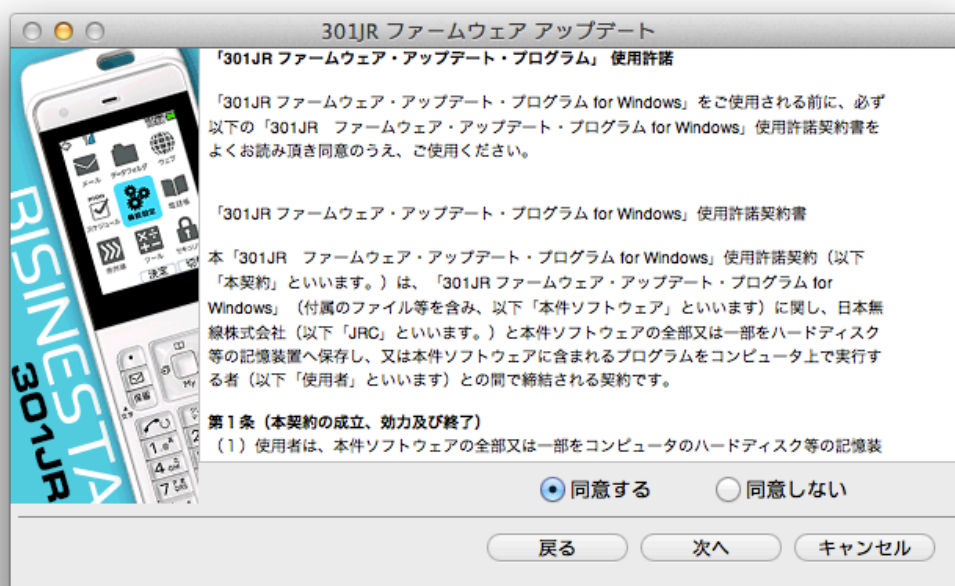 301JR ファームウェア アップデート
「301JR ファームウェア・アップデート・プログラム」 使用許諾
「301JR ファームウェア・アップデート・プログラム for Windows」をご使用される前に、必ず
以下の「301JR　ファームウェア・アップデート・プログラム for Windows」使用許諾契約書を
よくお読み頂き同意のうえ、ご使用ください。
「301JR ファームウェア・アップデート・プログラム for Windows」使用許諾契約書
本「301JR　ファームウェア・アップデート・プログラム for Windows」使用許諾契約（以下
「本契約」といいます。）は、「301JR ファームウェア・アップデート・プログラム for
Windows」（付属のファイル等を含み、以下「本件ソフトウェア」といいます）に関し、日本無
線株式会社（以下「JRC」といいます。）と本件ソフトウェアの全部又は一部をハードディスク
等の記憶装置へ保存し、又は本件ソフトウェアに含まれるプログラムをコンピュータ上で実行す
る者（以下「使用者」といいます）との間で締結される契約です。
第１条（本契約の成立、効力及び終了）
（１）使用者は、本件ソフトウェアの全部又は一部をコンピュータのハードディスク等の記憶装
同意する
同意しない
戻る
次へ
キャンセル
BISINESTA
301JR
メール
データフォルダ
ウェブ
スケジュール
機能設定
電話帳
ツール
セキュリ
決定
My
保留
文字
1
4
7